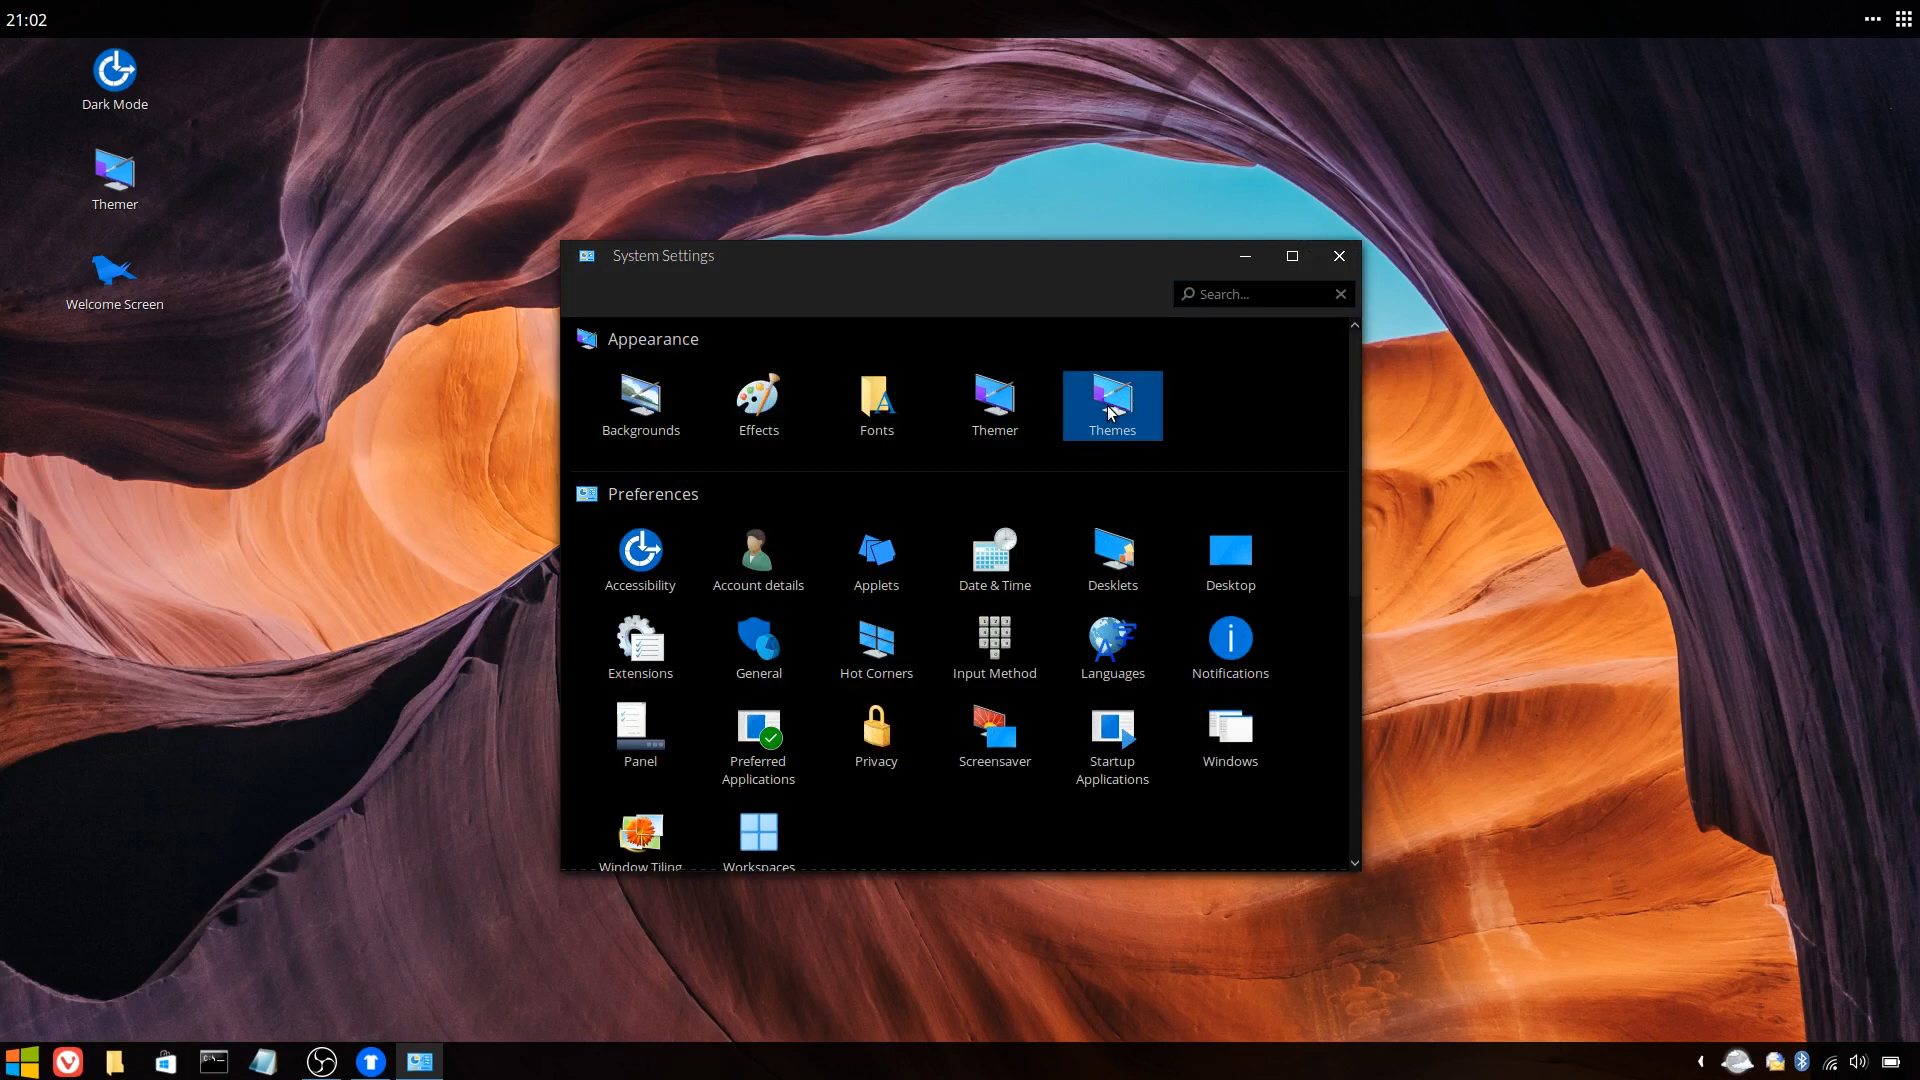 21:02
Dark Mode
Themer
Welcome Screen
System Settings
Search...
Appearance
Backgrounds
Effects
Fonts
Themer
Themes
Preferences
Accessibility
Account details
Applets
Date & Time
Desklets
Desktop
Extensions
General
Hot Corners
Input Method
Languages
Notifications
Panel
Preferred
Applications
Privacy
Screensaver
Startup
Applications
Windows
Window Tiling
Workspaces